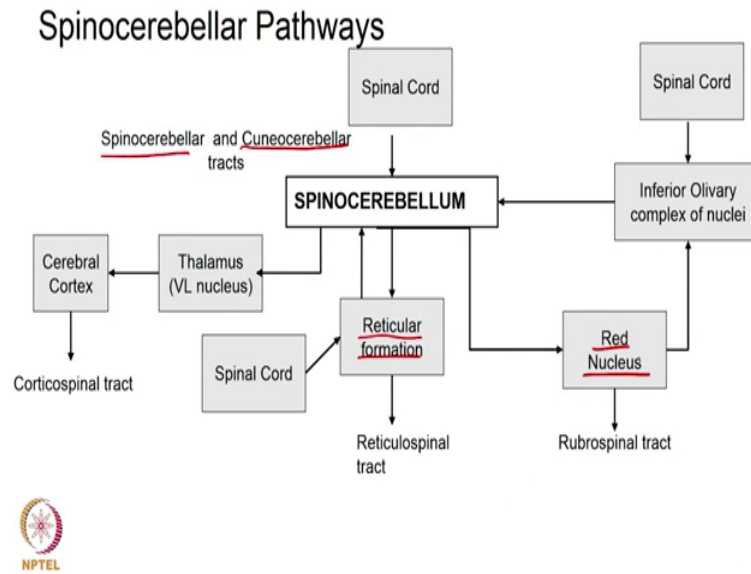 Spinocerebellar Pathways
Spinal Cord
Spinal Cord
Spinocerebellar and Cuneocerebellar
tracts
SPINOCEREBELLUM
Inferior Olivary
complex of nuclei
Cerebral
Cortex
Thalamus
(VL nucleus)
Reticular
formation
Red
Nucleus
Spinal Cord
Corticospinal tract
Reticulospinal
tract
Rubrospinal tract
NPTEL